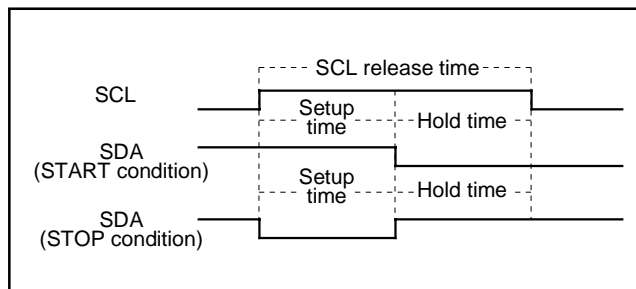 SCL release time
SCL
Setup
time
Hold time
SDA
(START condition)
Setup
time
Hold time
SDA
(STOP condition)